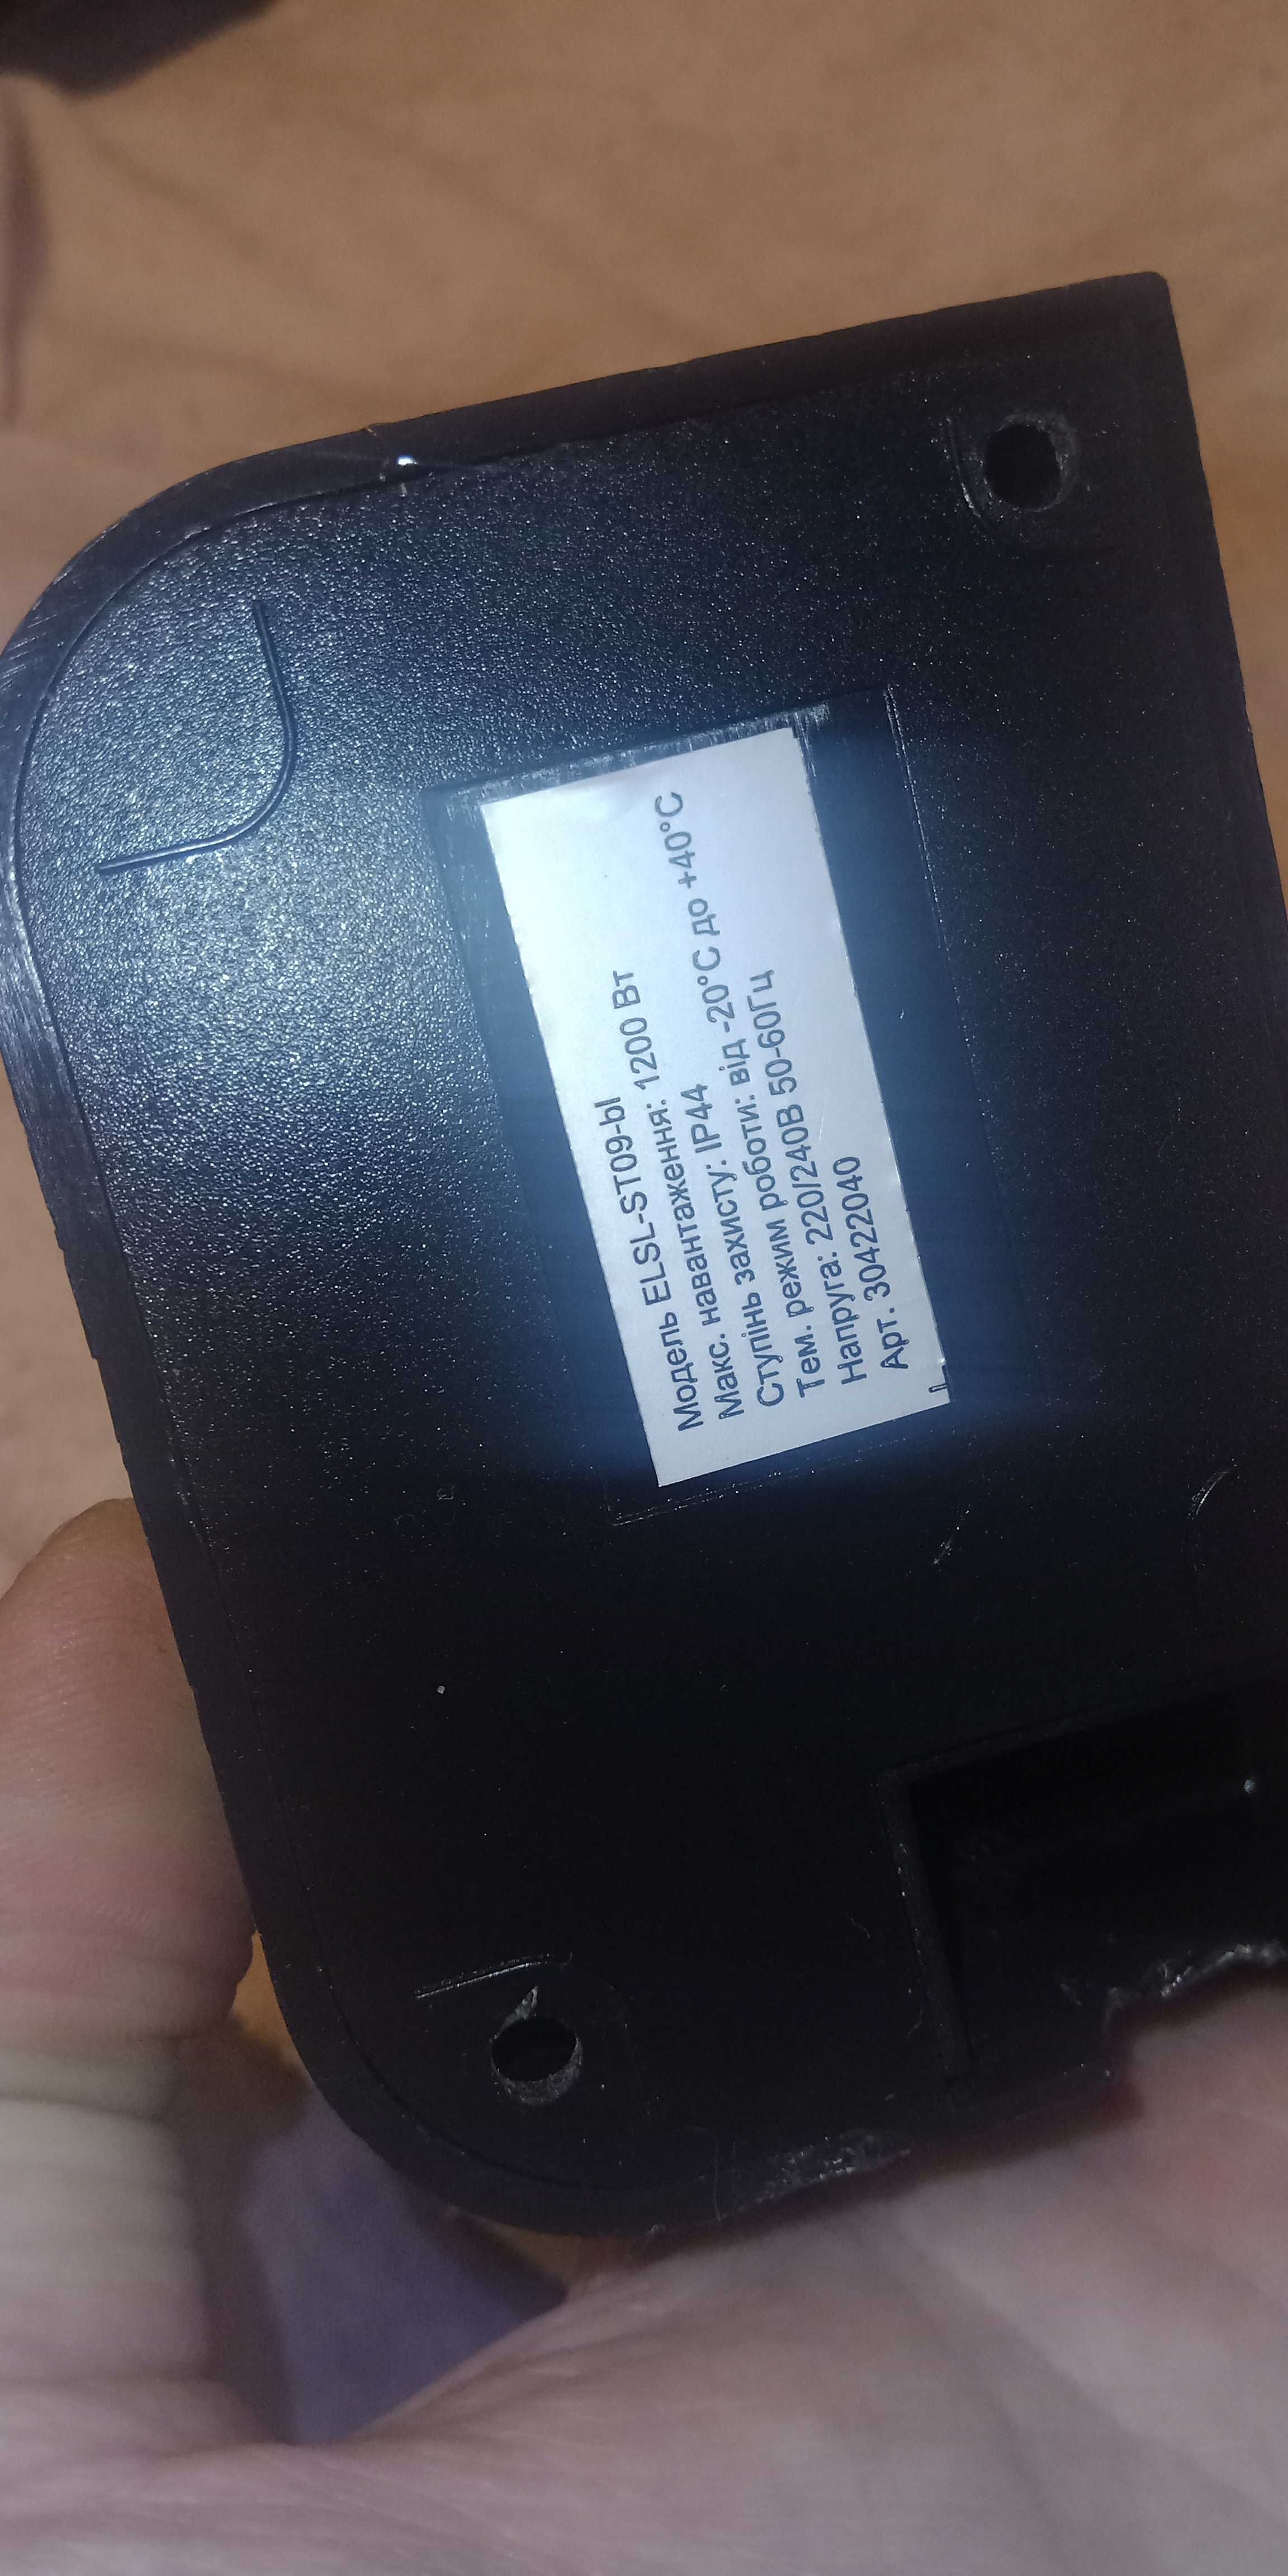 Модель ELSL-ST09-bl
Макс. навантаження: 1200 Вт
Ступінь захисту: IP44
Тем. режим роботи: від -20°C до +40°C
Напруга: 220/240В 50-60Гц
Арт. 30422040